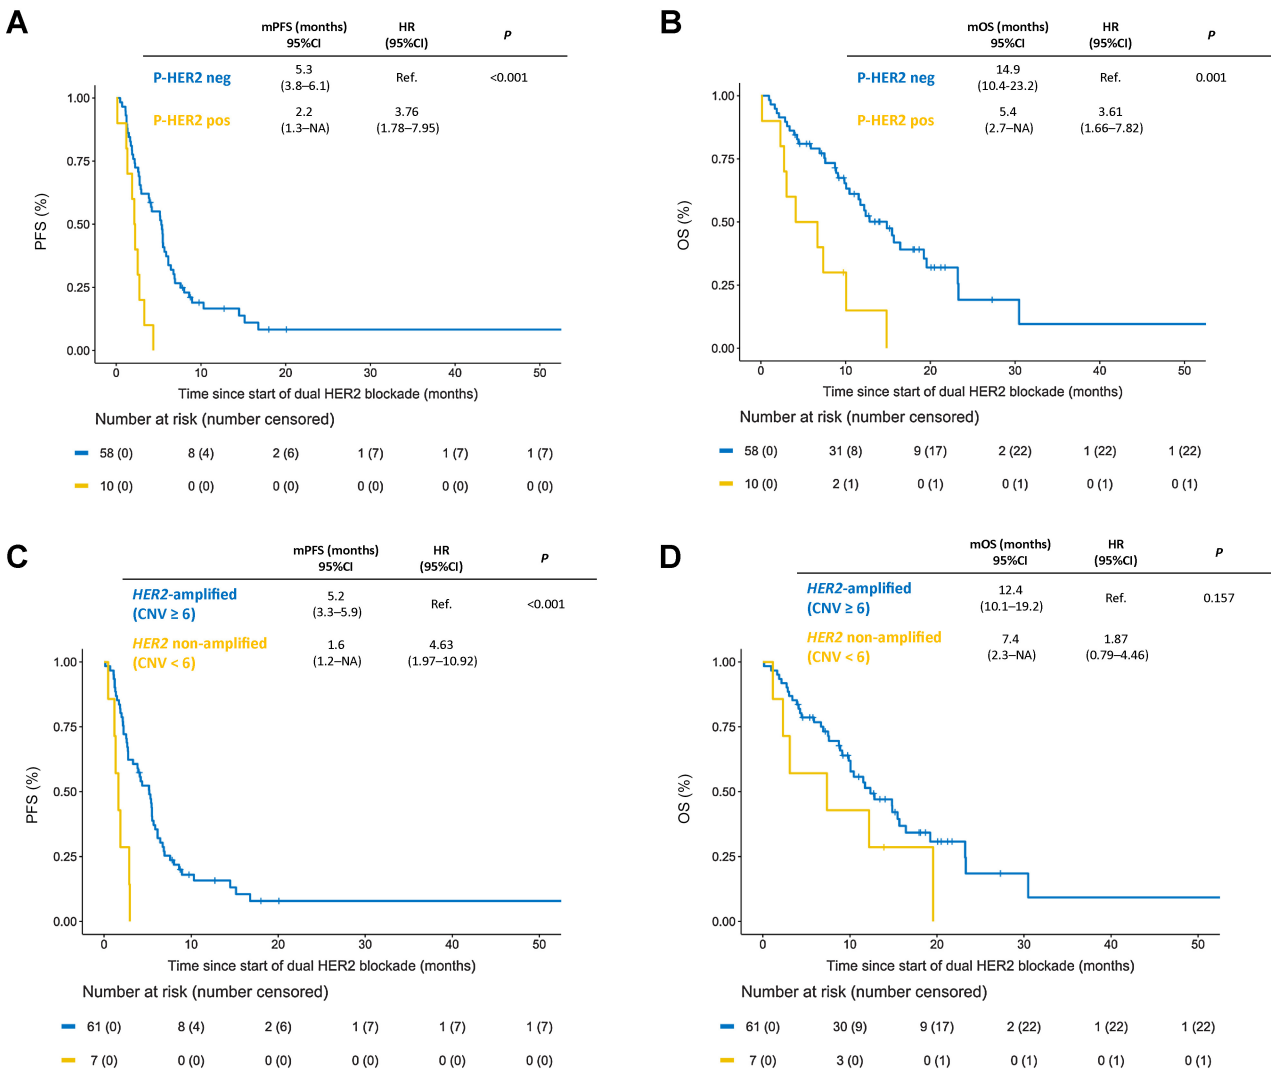 A
mPFS (months) HR P
95%CI (95%CI)
P-HER2 neg 5.3 Ref. <0.001
(3.8–6.1)
P-HER2 pos 2.2 3.76
(1.3–NA) (1.78–7.95)
1.00
0.75
0.50
0.25
0.00
PFS (%)
0 10 20 30 40 50
Time since start of dual HER2 blockade (months)
Number at risk (number censored)
58 (0) 8 (4) 2 (6) 1 (7) 1 (7) 1 (7)
10 (0) 0 (0) 0 (0) 0 (0) 0 (0) 0 (0)
B
mOS (months) HR P
95%CI (95%CI)
P-HER2 neg 14.9 Ref. 0.001
(10.4-23.2)
P-HER2 pos 5.4 3.61
(2.7–NA) (1.66–7.82)
1.00
0.75
0.50
0.25
0.00
OS (%)
0 10 20 30 40 50
Time since start of dual HER2 blockade (months)
Number at risk (number censored)
58 (0) 31 (8) 9 (17) 2 (22) 1 (22) 1 (22)
10 (0) 2 (1) 0 (1) 0 (1) 0 (1) 0 (1)
C
mPFS (months) HR P
95%CI (95%CI)
HER2-amplified 5.2 Ref. <0.001
(CNV ≥ 6) (3.3–5.9)
HER2 non-amplified 1.6 4.63
(CNV < 6) (1.2–NA) (1.97–10.92)
1.00
0.75
0.50
0.25
0.00
PFS (%)
0 10 20 30 40 50
Time since start of dual HER2 blockade (months)
Number at risk (number censored)
61 (0) 8 (4) 2 (6) 1 (7) 1 (7) 1 (7)
7 (0) 0 (0) 0 (0) 0 (0) 0 (0) 0 (0)
D
mOS (months) HR P
95%CI (95%CI)
HER2-amplified 12.4 Ref. 0.157
(CNV ≥ 6) (10.1–19.2)
HER2 non-amplified 7.4 1.87
(CNV < 6) (2.3–NA) (0.79–4.46)
1.00
0.75
0.50
0.25
0.00
OS (%)
0 10 20 30 40 50
Time since start of dual HER2 blockade (months)
Number at risk (number censored)
61 (0) 30 (9) 9 (17) 2 (22) 1 (22) 1 (22)
7 (0) 3 (0) 0 (1) 0 (1) 0 (1) 0 (1)